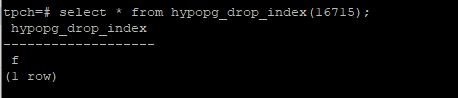 tpch=# select * from hypopg_drop_index(16715);
hypopg_drop_index
-------------------
f
(1 row)